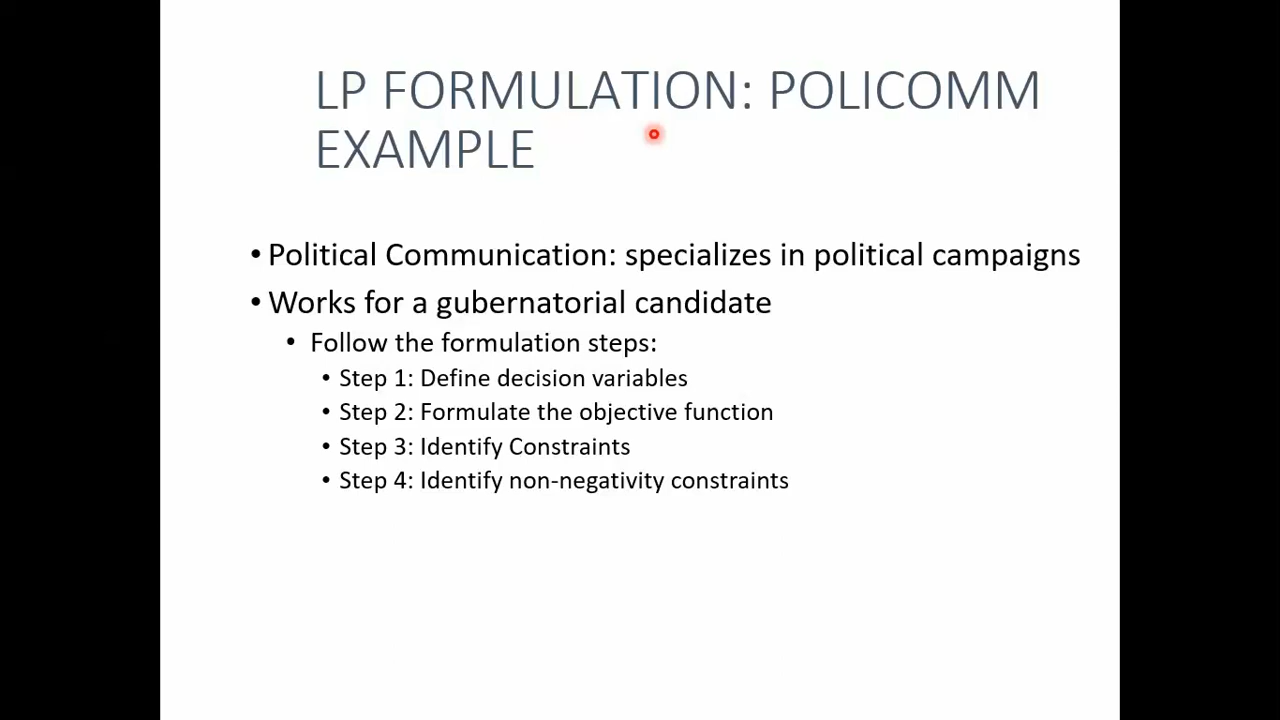 LP FORMULATION: POLICOMM
EXAMPLE
• Political Communication: specializes in political campaigns
• Works for a gubernatorial candidate
• Follow the formulation steps:
• Step 1: Define decision variables
• Step 2: Formulate the objective function
• Step 3: Identify Constraints
• Step 4: Identify non-negativity constraints